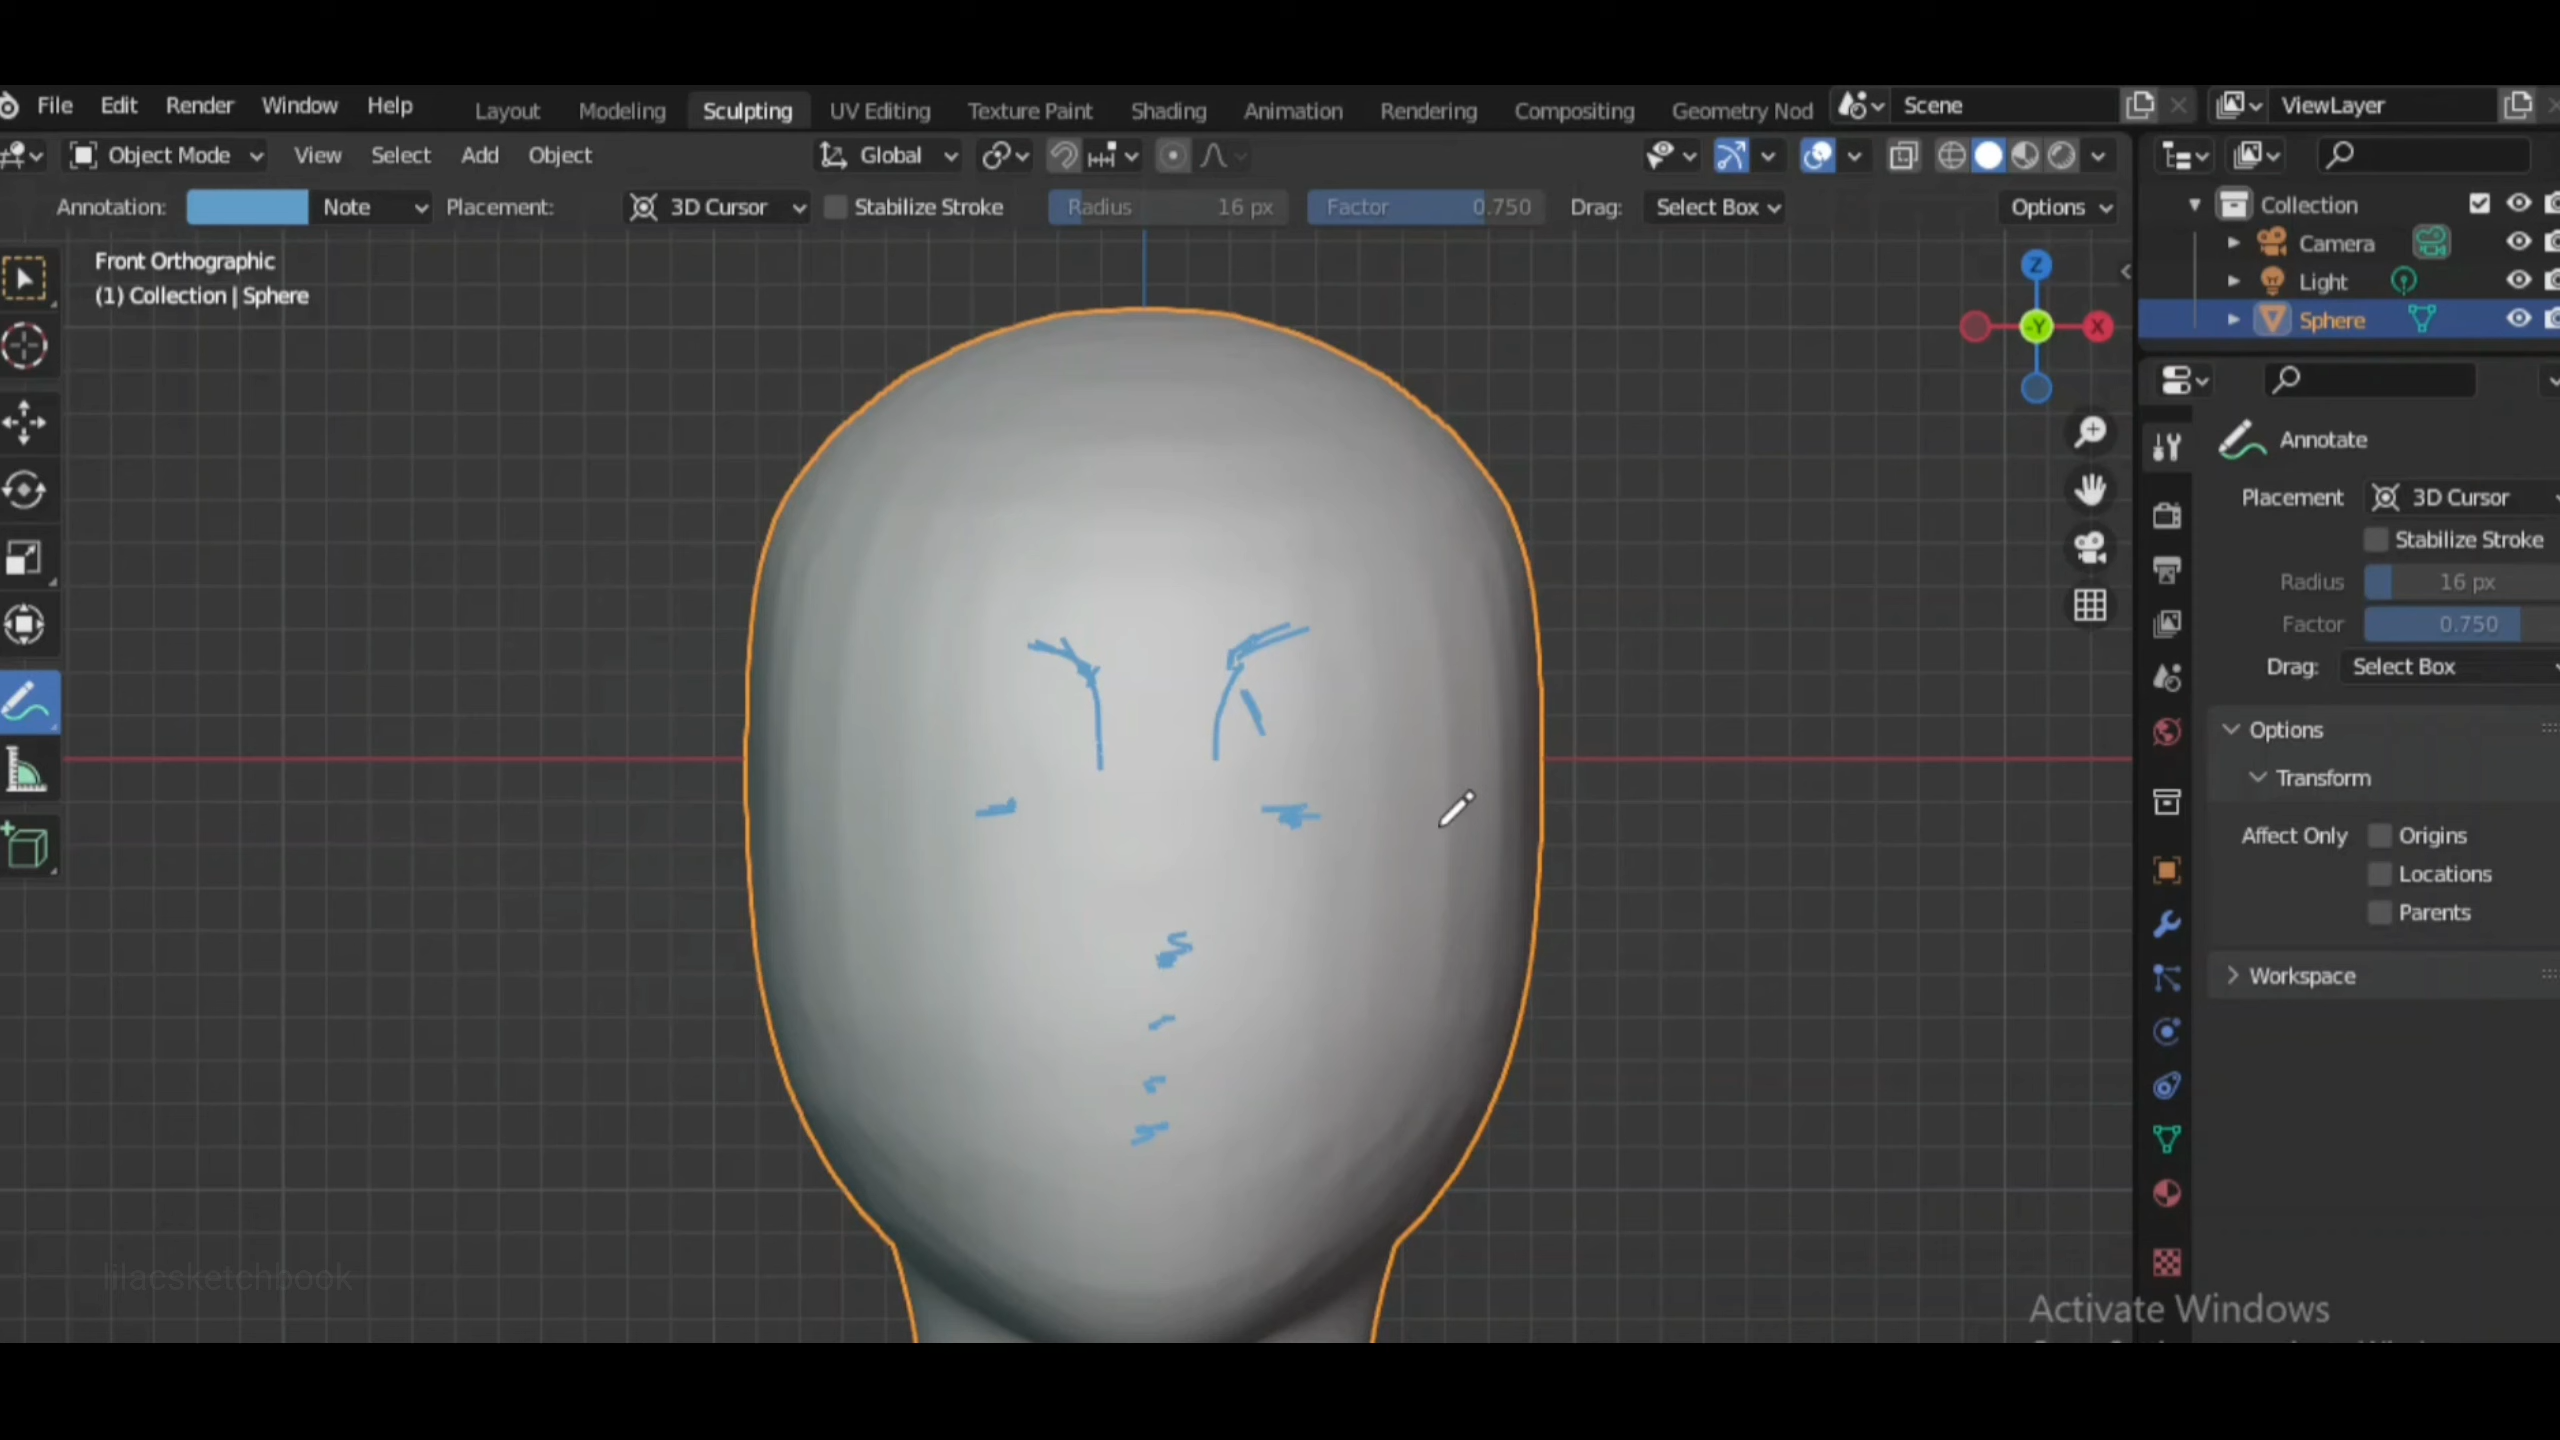 File Edit Render Window Help Layout Modeling Sculpting UV Editing Texture Paint Shading Animation Rendering Compositing Geometry Nod Scene ViewLayer
Object Mode View Select Add Object Global
Annotation: Note Placement: 3D Cursor Stabilize Stroke Radius 16 px Factor 0.750 Drag: Select Box Options
Front Orthographic
(1) Collection | Sphere
Z
-Y
X
Collection
Camera
Light
Sphere
Annotate
Placement 3D Cursor
Stabilize Stroke
Radius 16 px
Factor 0.750
Drag: Select Box
Options
Transform
Affect Only Origins
Locations
Parents
Workspace
lilacsketchbook
Activate Windows